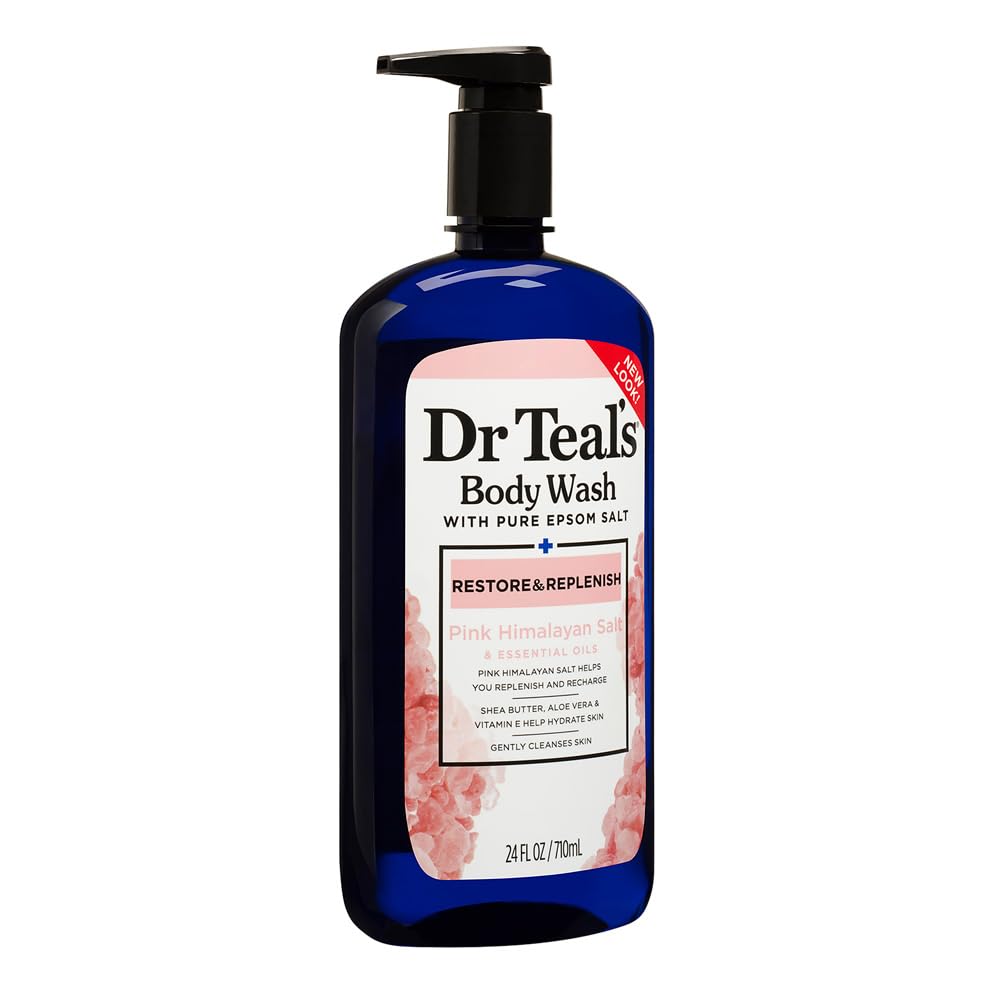 NEW
LOOK!
Dr Teal's®
Body Wash
WITH PURE EPSOM SALT
RESTORE&REPLENISH
Pink Himalayan Salt
& ESSENTIAL OILS
PINK HIMALAYAN SALT HELPS
YOU REPLENISH AND RECHARGE
SHEA BUTTER, ALOE VERA &
VITAMIN E HELP HYDRATE SKIN
GENTLY CLEANSES SKIN
24 FL OZ / 710mL